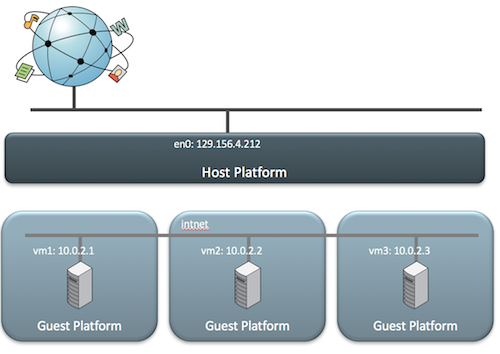 W
en0: 129.156.4.212
Host Platform
intnet
vm1: 10.0.2.1
vm2: 10.0.2.2
vm3: 10.0.2.3
Guest Platform
Guest Platform
Guest Platform